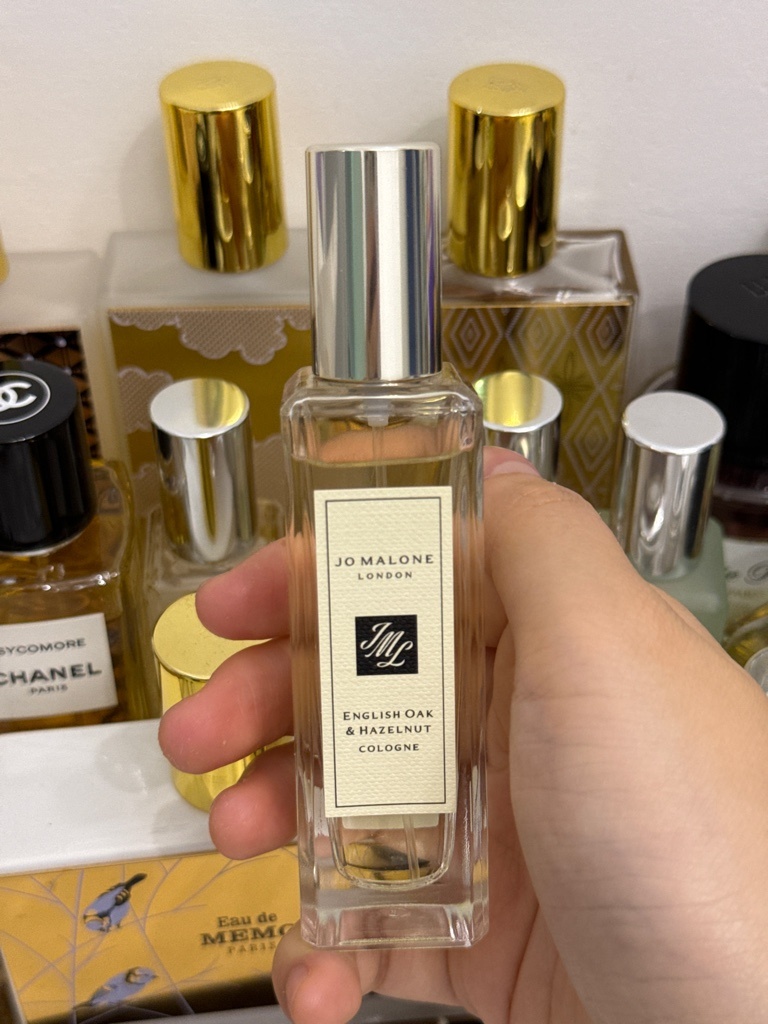 JO MALONE
LONDON
JML
ENGLISH OAK
& HAZELNUT
COLOGNE
SYCOMORE
CHANEL
PARIS
Eau de
MEMO
PARIS